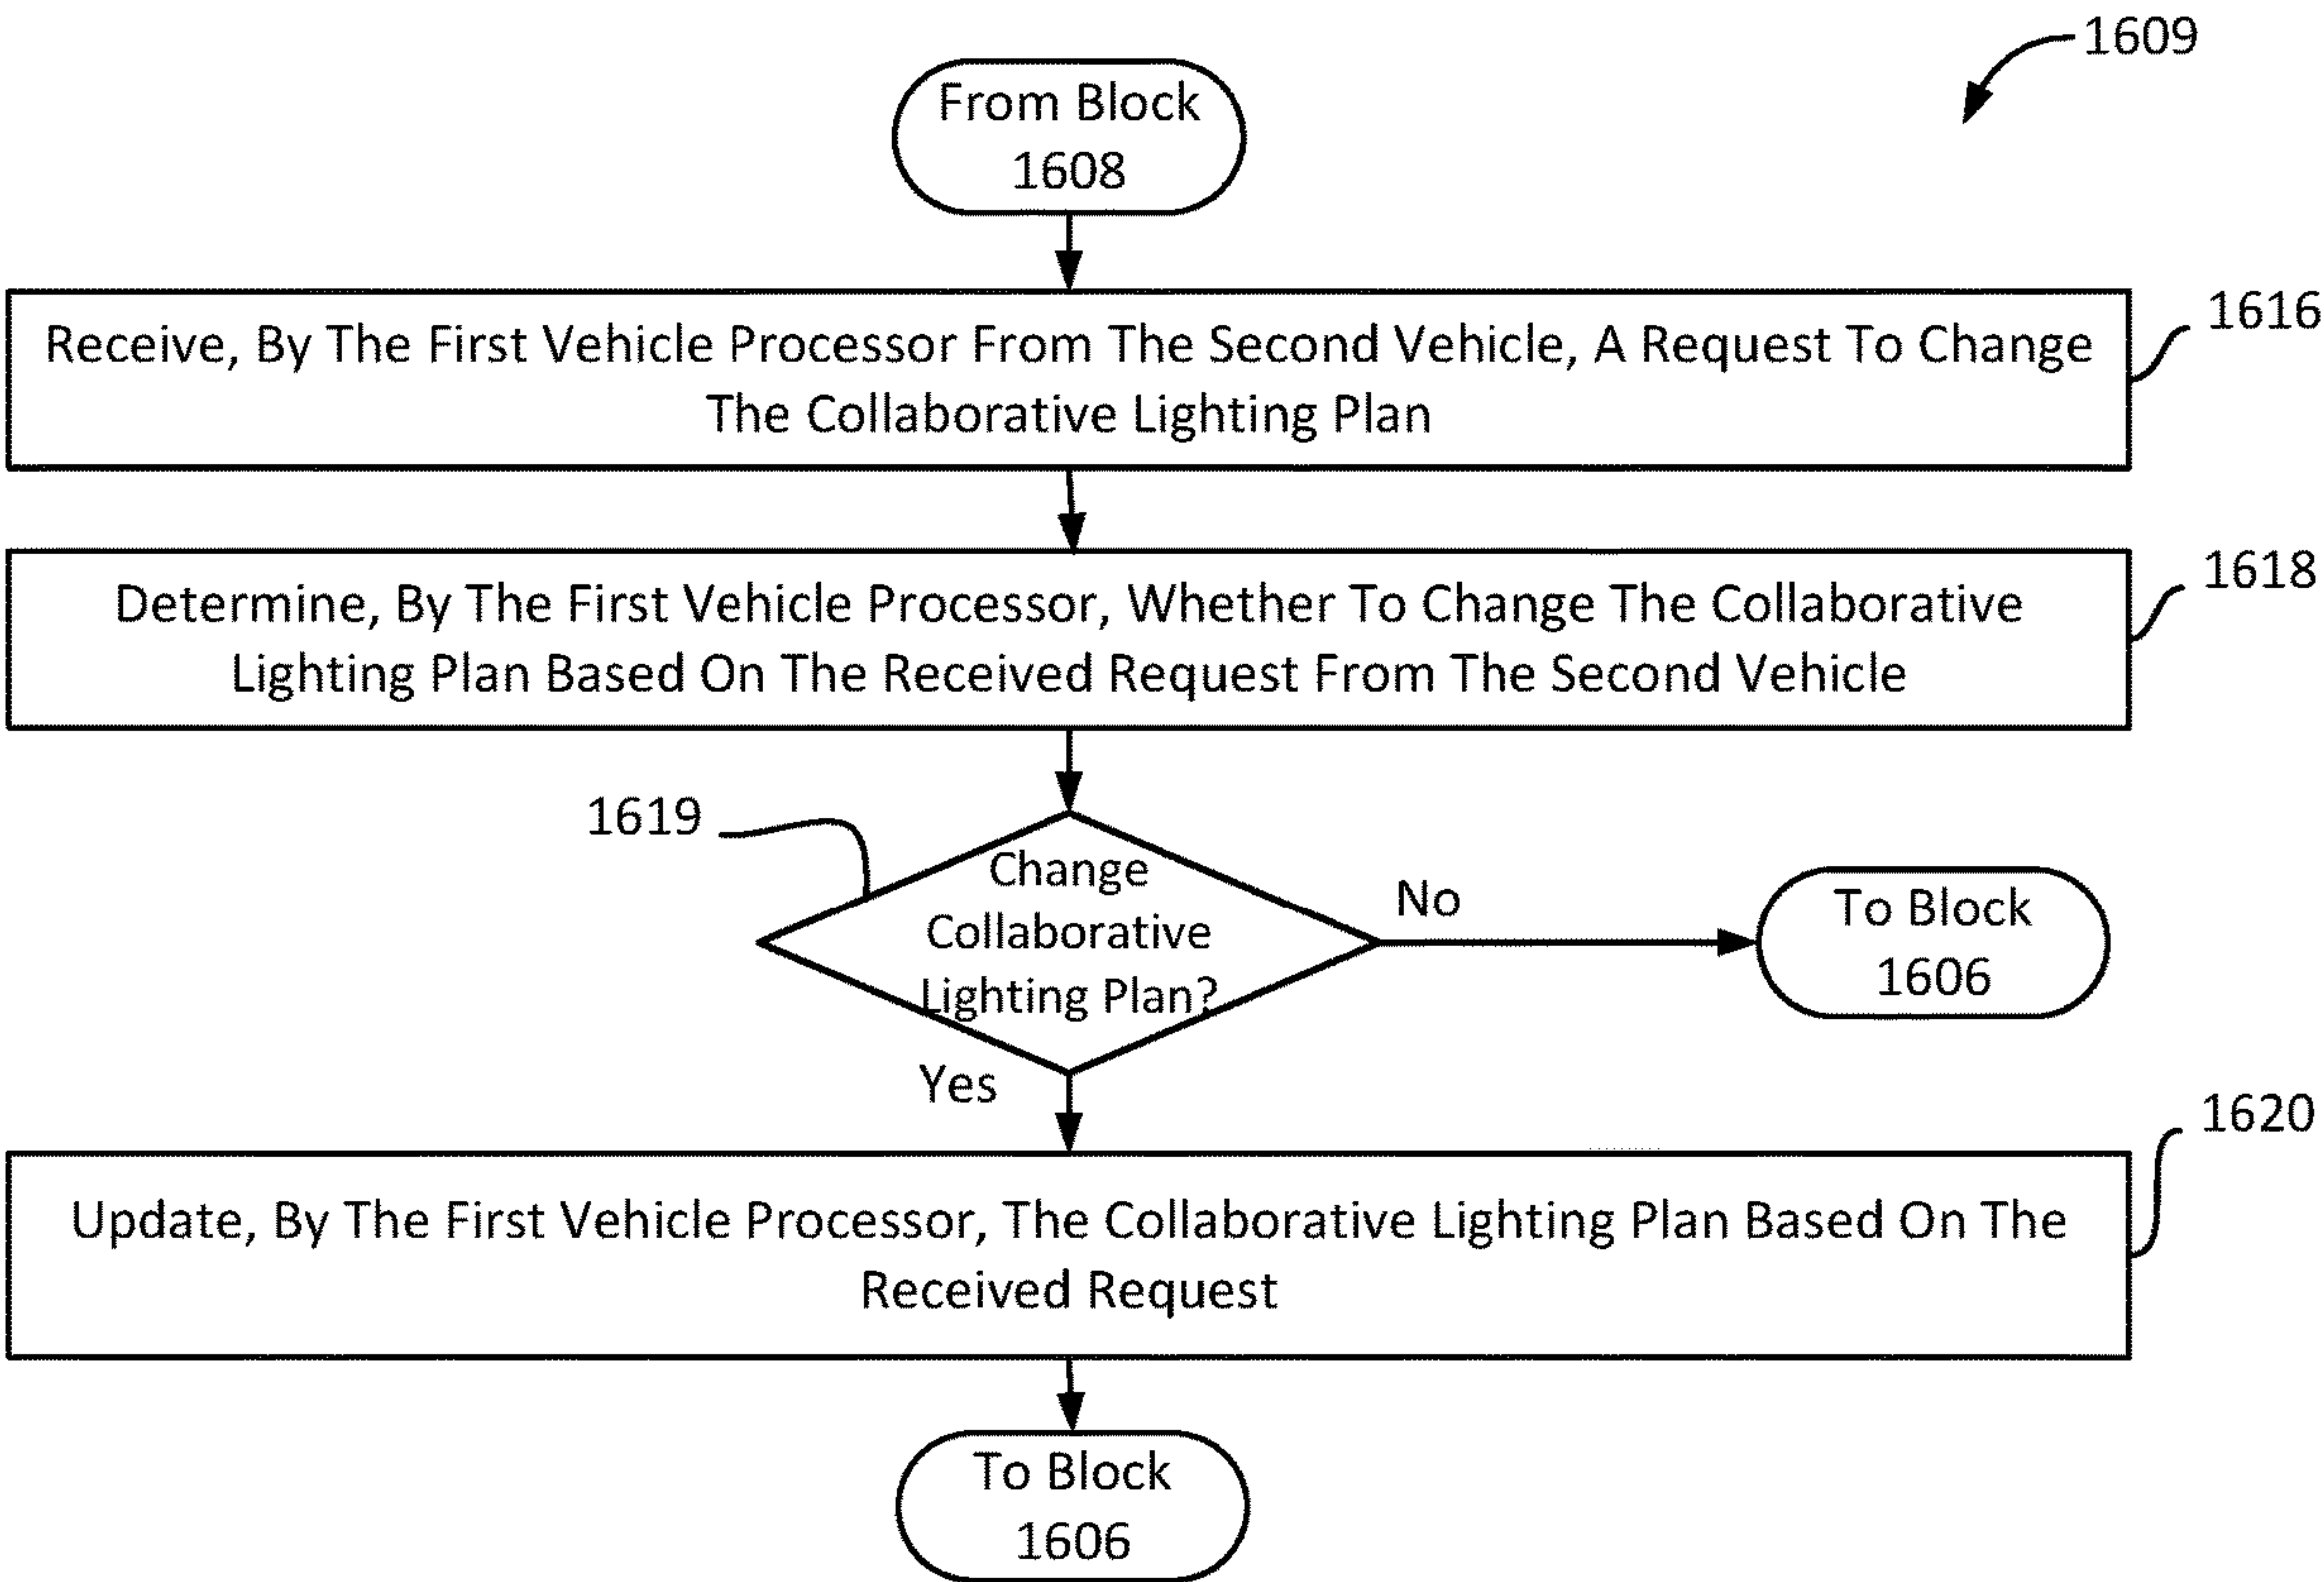 1609
From Block
1608
Receive, By The First Vehicle Processor From The Second Vehicle, A Request To Change
The Collaborative Lighting Plan
1616
Determine, By The First Vehicle Processor, Whether To Change The Collaborative
Lighting Plan Based On The Received Request From The Second Vehicle
1618
1619
Change
Collaborative
Lighting Plan?
No
To Block
1606
Yes
Update, By The First Vehicle Processor, The Collaborative Lighting Plan Based On The
Received Request
1620
To Block
1606